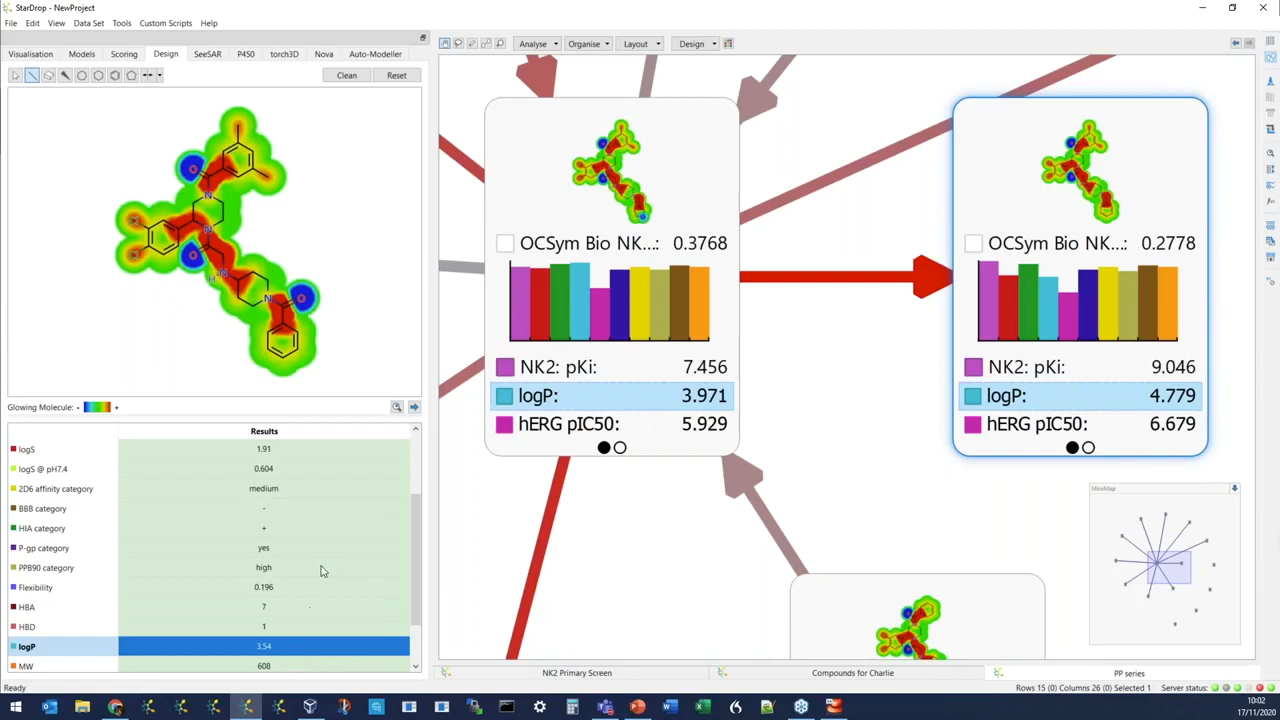 StarDrop - NewProject
File Edit View Data Set Tools Custom Scripts Help
Visualisation Models Scoring Design SeeSAR P450 torch3D Nova Auto-Modeller
Clean Reset
Analyse Organise Layout Design
O
N
Cl
N
O
Cl
H
N
N
O
Glowing Molecule: - +
Results
logS 1.91
logS @ pH7.4 0.604
2D6 affinity category medium
BBB category -
HIA category +
P-gp category yes
PPB90 category high
Flexibility 0.196
HBA 7
HBD 1
logP 3.54
MW 608
OCSym Bio NK...: 0.3768
NK2: pKi: 7.456
logP: 3.971
hERG pIC50: 5.929
OCSym Bio NK...: 0.2778
NK2: pKi: 9.046
logP: 4.779
hERG pIC50: 6.679
MiniMap
NK2 Primary Screen Compounds for Charlie PP series
Ready
Rows 15 (0) Columns 26 (0) Selected 1 Server status:
10:02
17/11/2020